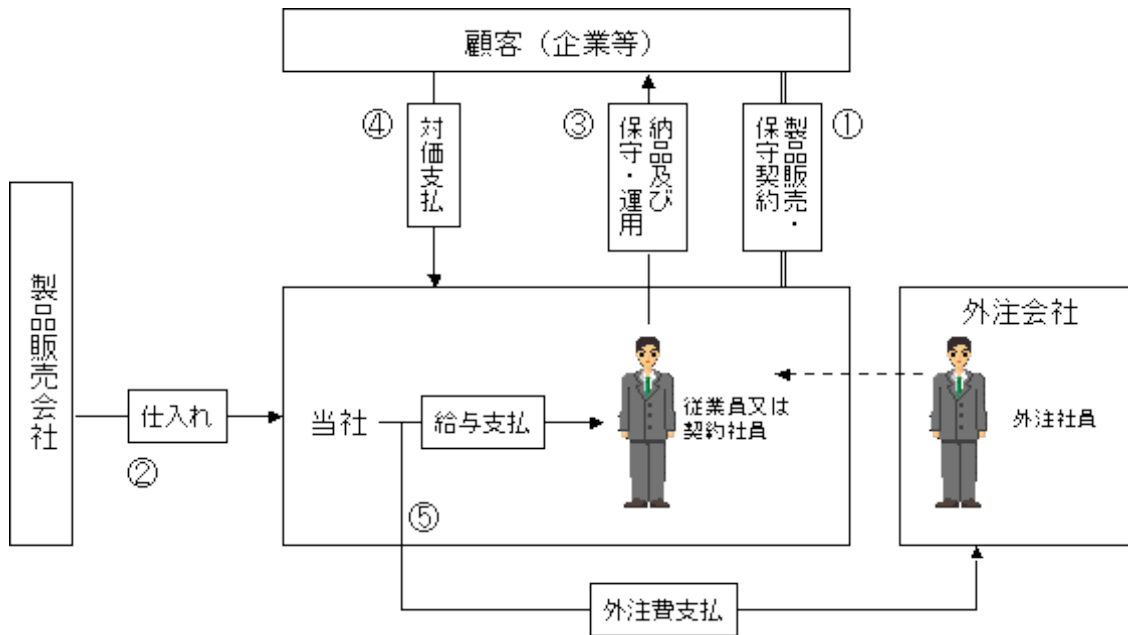 顧客（企業等）
④
対価支払
③
納品及び
保守・運用
製品販売・
保守契約
①
製品販売会社
仕入れ
②
当社
給与支払
従業員又は
契約社員
外注会社
外注社員
⑤
外注費支払